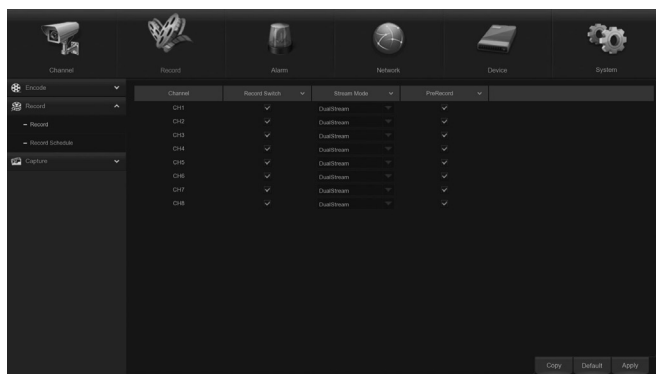 Channel Record Alarm Network Device System
Encode
Record
– Record
– Record Schedule
Capture
Channel Record Switch Stream Mode PreRecord
CH1 DualStream
CH2 DualStream
CH3 DualStream
CH4 DualStream
CH5 DualStream
CH6 DualStream
CH7 DualStream
CH8 DualStream
Copy Default Apply